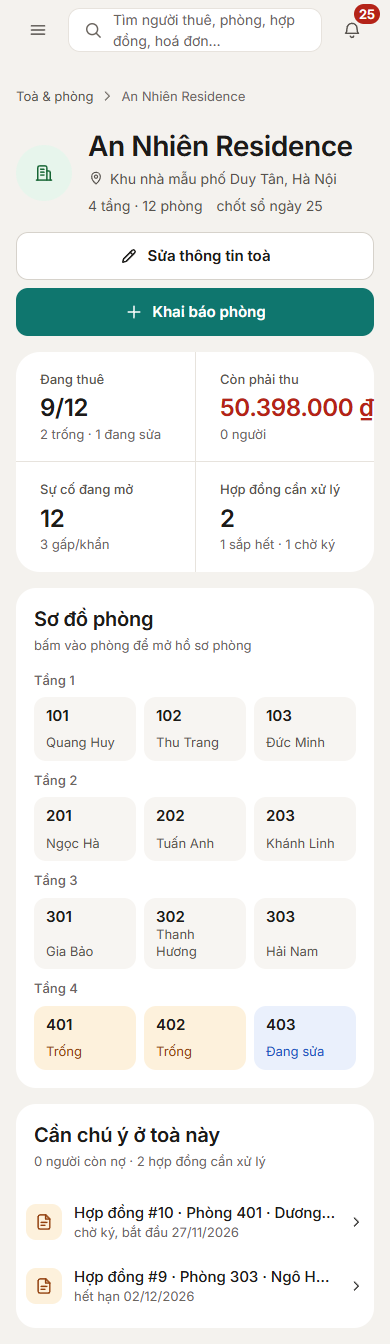 Tìm người thuê, phòng, hợp
đồng, hoá đơn...
25
Toà & phòng
An Nhiên Residence
An Nhiên Residence
Khu nhà mẫu phố Duy Tân, Hà Nội
4 tầng · 12 phòng chốt sổ ngày 25
Sửa thông tin toà
Khai báo phòng
Đang thuê
Còn phải thu
9/12
50.398.000 ₫
2 trống · 1 đang sửa
0 người
Sự cố đang mở
Hợp đồng cần xử lý
12
2
3 gấp/khẩn
1 sắp hết · 1 chờ ký
Sơ đồ phòng
bấm vào phòng để mở hồ sơ phòng
Tầng 1
101
102
103
Quang Huy
Thu Trang
Đức Minh
Tầng 2
201
202
203
Ngọc Hà
Tuấn Anh
Khánh Linh
Tầng 3
301
302
303
Gia Bảo
Thanh
Hương
Hải Nam
Tầng 4
401
402
403
Trống
Trống
Đang sửa
Cần chú ý ở toà này
0 người còn nợ · 2 hợp đồng cần xử lý
Hợp đồng #10 · Phòng 401 · Dương...
chờ ký, bắt đầu 27/11/2026
Hợp đồng #9 · Phòng 303 · Ngô H...
hết hạn 02/12/2026